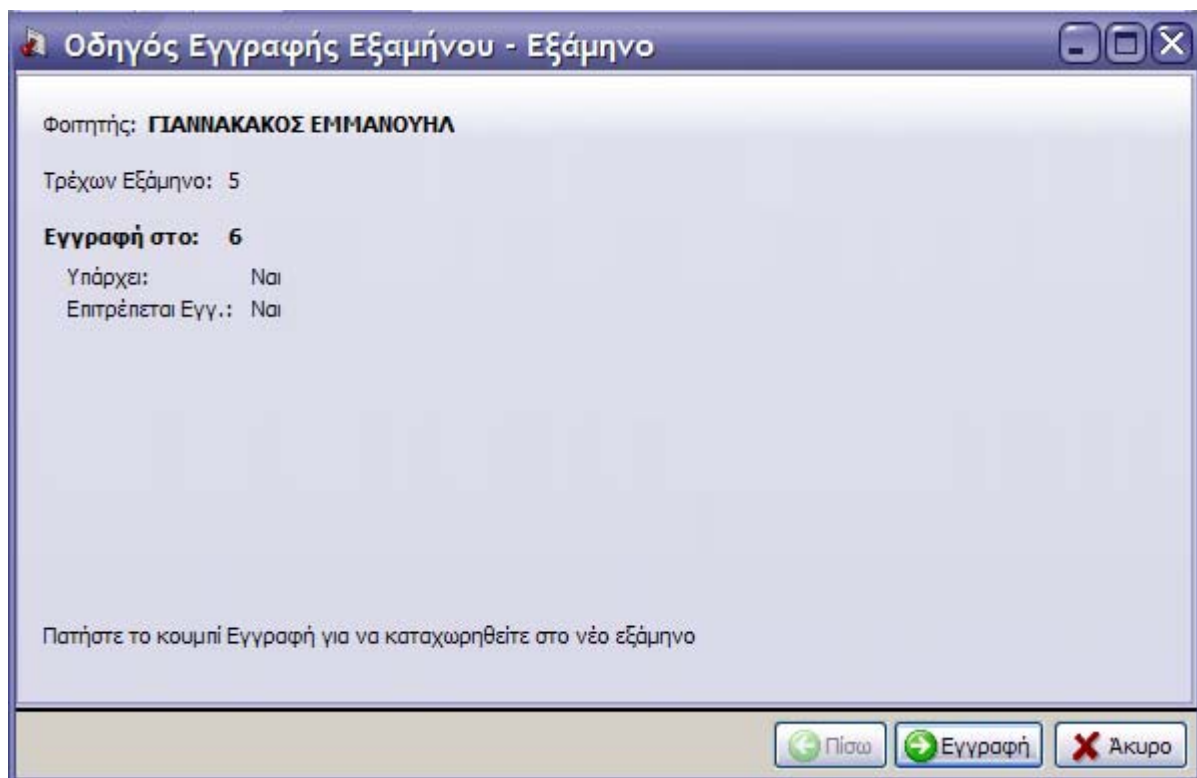 Οδηγός Εγγραφής Εξαμήνου - Εξάμηνο
Φοιτητής: ΓΙΑΝΝΑΚΑΚΟΣ ΕΜΜΑΝΟΥΗΛ
Τρέχων Εξάμηνο: 5
Εγγραφή στο: 6
Υπάρχει: Ναι
Επιτρέπεται Εγγ.: Ναι
Πατήστε το κουμπί Εγγραφή για να καταχωρηθείτε στο νέο εξάμηνο
Πίσω Εγγραφή Άκυρο